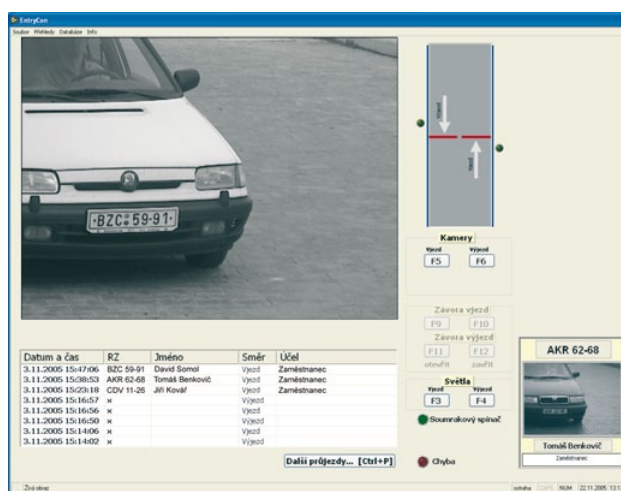 EntryCon
Soubor Přehledy Databáze Info
BZC 59-91
Výjezd
Vjezd
Kamery
Vjezd Výjezd
F5 F6
Závora vjezd
F9 F10
Závora výjezd
F11 F12
otevřít zavřít
Světla
Vjezd Výjezd
F3 F4
Soumrakový spínač
Chyba
Datum a čas RZ Jméno Směr Účel
3.11.2005 15:47:06 BZC 59-91 David Somol Vjezd Zaměstnanec
3.11.2005 15:38:53 AKR 62-68 Tomáš Benkovič Vjezd Zaměstnanec
3.11.2005 15:23:18 CDV 11-26 Jiří Kovář Vjezd Zaměstnanec
3.11.2005 15:16:57 × Vjezd
3.11.2005 15:16:56 × Vjezd
3.11.2005 15:16:50 × Vjezd
3.11.2005 15:14:06 × Vjezd
3.11.2005 15:14:02 × Vjezd
Další průjezdy... [Ctrl+P]
AKR 62-68
Tomáš Benkovič
Zaměstnanec
Živý obraz
NUM 22.11.2005